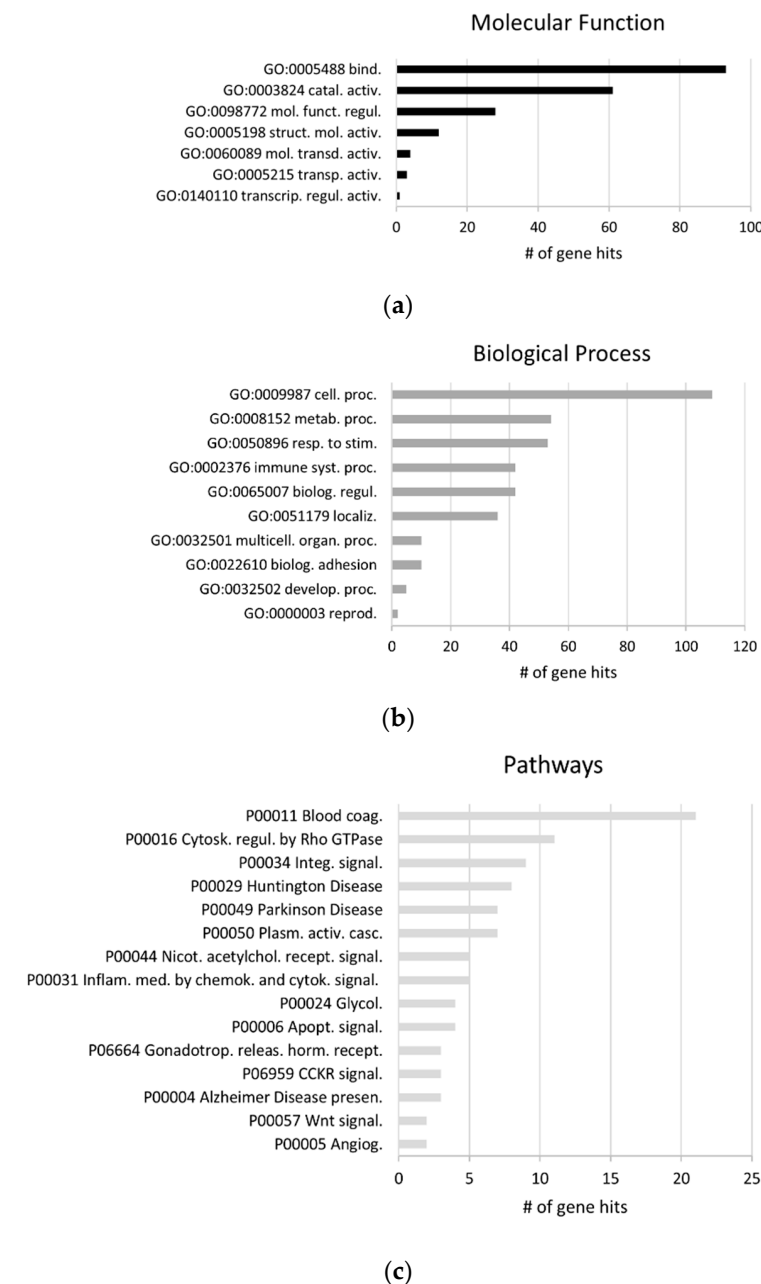 Molecular Function
GO:0005488 bind.
GO:0003824 catal. activ.
GO:0098772 mol. funct. regul.
GO:0005198 struct. mol. activ.
GO:0060089 mol. transd. activ.
GO:0005215 transp. activ.
GO:0140110 transcrip. regul. activ.
0 20 40 60 80 100
# of gene hits
(a)
Biological Process
GO:0009987 cell. proc.
GO:0008152 metab. proc.
GO:0050896 resp. to stim.
GO:0002376 immune syst. proc.
GO:0065007 biolog. regul.
GO:0051179 localiz.
GO:0032501 multicell. organ. proc.
GO:0022610 biolog. adhesion
GO:0032502 develop. proc.
GO:0000003 reprod.
0 20 40 60 80 100 120
# of gene hits
(b)
Pathways
P00011 Blood coag.
P00016 Cytosk. regul. by Rho GTPase
P00034 Integ. signal.
P00029 Huntington Disease
P00049 Parkinson Disease
P00050 Plasm. activ. casc.
P00044 Nicot. acetylchol. recept. signal.
P00031 Inflam. med. by chemok. and cytok. signal.
P00024 Glycol.
P00006 Apopt. signal.
P06664 Gonadotrop. releas. horm. recept.
P06959 CCKR signal.
P00004 Alzheimer Disease presen.
P00057 Wnt signal.
P00005 Angiog.
0 5 10 15 20 25
# of gene hits
(c)